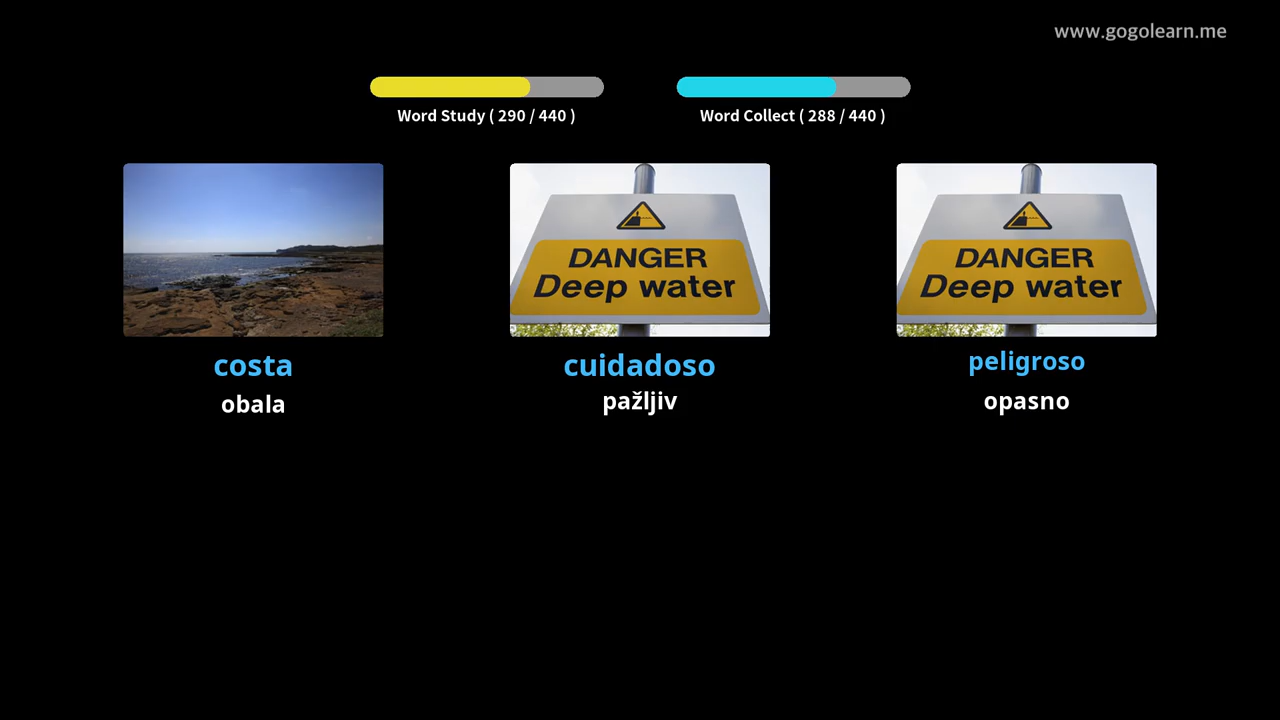 www.gogolearn.me
Word Study ( 290 / 440 )
Word Collect ( 288 / 440 )
DANGER
Deep water
DANGER
Deep water
costa
cuidadoso
peligroso
obala
pažljiv
opasno